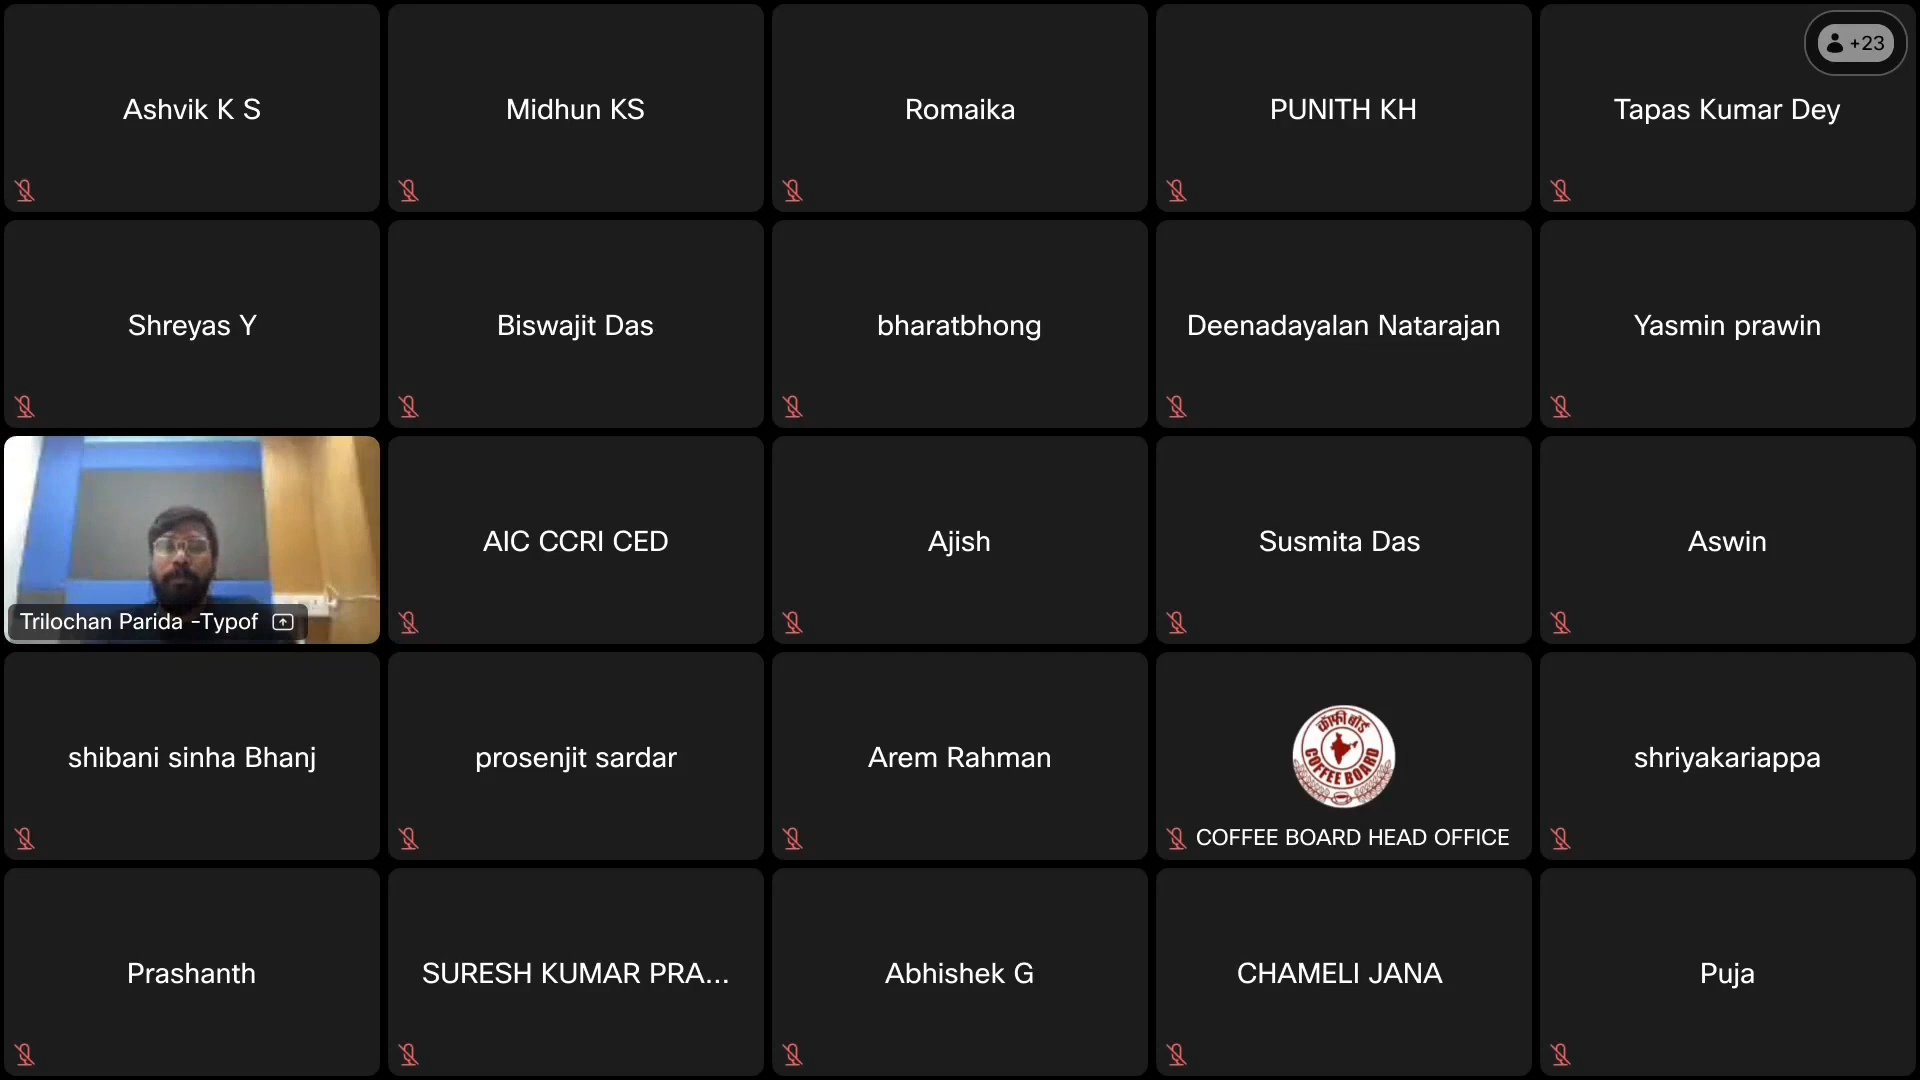 +23
Ashvik K S
Midhun KS
Romaika
PUNITH KH
Tapas Kumar Dey
Shreyas Y
Biswajit Das
bharatbhong
Deenadayalan Natarajan
Yasmin prawin
Trilochan Parida -Typof
AIC CCRI CED
Ajish
Susmita Das
Aswin
shibani sinha Bhanj
prosenjit sardar
Arem Rahman
कॉफी बोर्ड
COFFEE BOARD
COFFEE BOARD HEAD OFFICE
shriyakariappa
Prashanth
SURESH KUMAR PRA...
Abhishek G
CHAMELI JANA
Puja